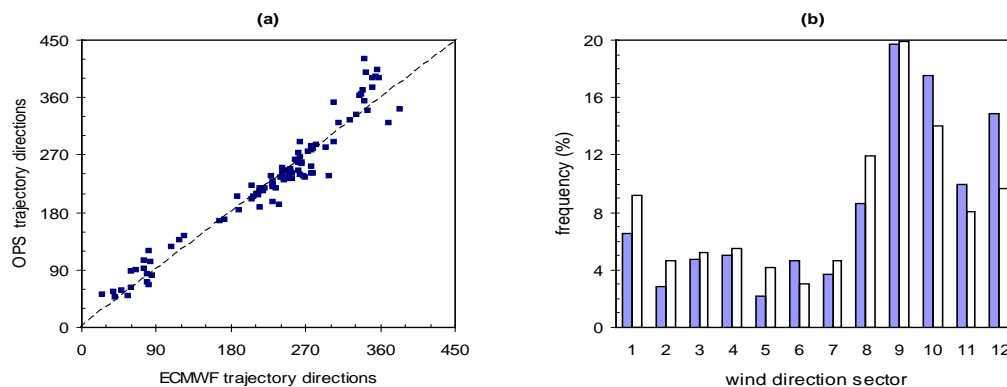 (a)
450
360
270
180
90
0
OPS trajectory directions
0 90 180 270 360 450
ECMWF trajectory directions
(b)
20
16
12
8
4
0
frequency (%)
1 2 3 4 5 6 7 8 9 10 11 12
wind direction sector